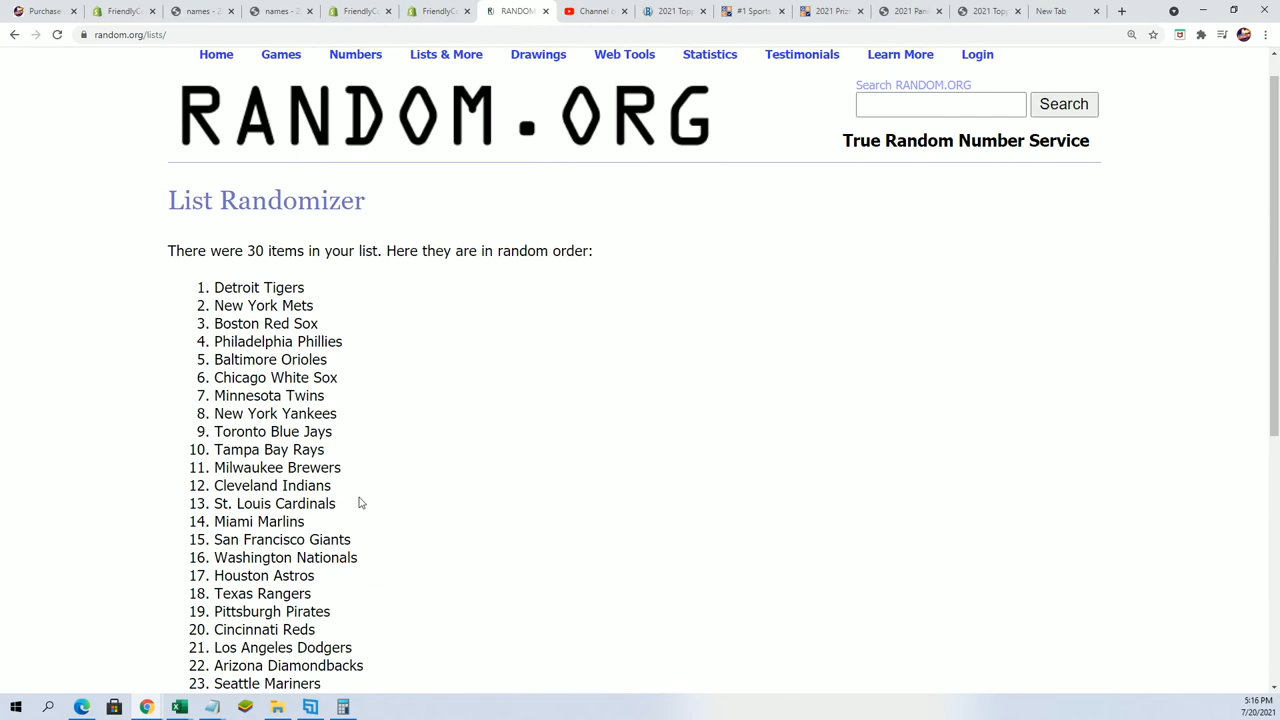 Purchase
FriendlyC
names - 2
names - 2
FriendlyC
FriendlyC
RANDOM
Channel c
2021 Topp
#1 Sports
2021 Priz
2021 Pan
2021 Topp
New Tab
random.org/lists/
Home Games Numbers Lists & More Drawings Web Tools Statistics Testimonials Learn More Login
RANDOM.ORG
Search RANDOM.ORG
Search
True Random Number Service
List Randomizer
There were 30 items in your list. Here they are in random order:
1. Detroit Tigers
2. New York Mets
3. Boston Red Sox
4. Philadelphia Phillies
5. Baltimore Orioles
6. Chicago White Sox
7. Minnesota Twins
8. New York Yankees
9. Toronto Blue Jays
10. Tampa Bay Rays
11. Milwaukee Brewers
12. Cleveland Indians
13. St. Louis Cardinals
14. Miami Marlins
15. San Francisco Giants
16. Washington Nationals
17. Houston Astros
18. Texas Rangers
19. Pittsburgh Pirates
20. Cincinnati Reds
21. Los Angeles Dodgers
22. Arizona Diamondbacks
23. Seattle Mariners
5:16 PM
7/20/2021